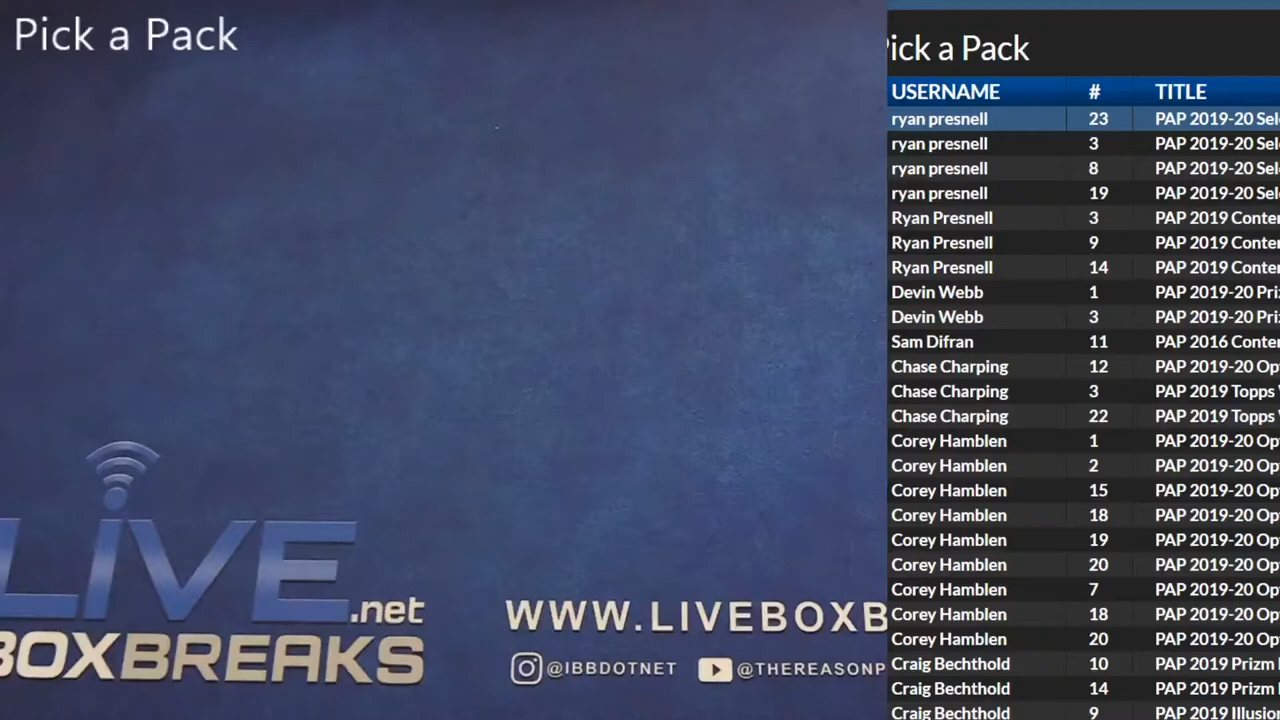 Pick a Pack
ick a Pack
USERNAME # TITLE
ryan presnell 23 PAP 2019-20 Sel
ryan presnell 3 PAP 2019-20 Sel
ryan presnell 8 PAP 2019-20 Sel
ryan presnell 19 PAP 2019-20 Sel
Ryan Presnell 3 PAP 2019 Conte
Ryan Presnell 9 PAP 2019 Conte
Ryan Presnell 14 PAP 2019 Conte
Devin Webb 1 PAP 2019-20 Pri
Devin Webb 3 PAP 2019-20 Pri
Sam Difran 11 PAP 2016 Conte
Chase Charping 12 PAP 2019-20 Op
Chase Charping 3 PAP 2019 Topps
Chase Charping 22 PAP 2019 Topps
Corey Hamblen 1 PAP 2019-20 Op
Corey Hamblen 2 PAP 2019-20 Op
Corey Hamblen 15 PAP 2019-20 Op
Corey Hamblen 18 PAP 2019-20 Op
Corey Hamblen 19 PAP 2019-20 Op
Corey Hamblen 20 PAP 2019-20 Op
Corey Hamblen 7 PAP 2019-20 Op
Corey Hamblen 18 PAP 2019-20 Op
Corey Hamblen 20 PAP 2019-20 Op
Craig Bechthold 10 PAP 2019 Prizm
Craig Bechthold 14 PAP 2019 Prizm
Craig Bechthold 9 PAP 2019 Illusion
LIVE.net
BOXBREAKS
WWW.LIVEBOXB
@IBBDOTNET @THEREASONP